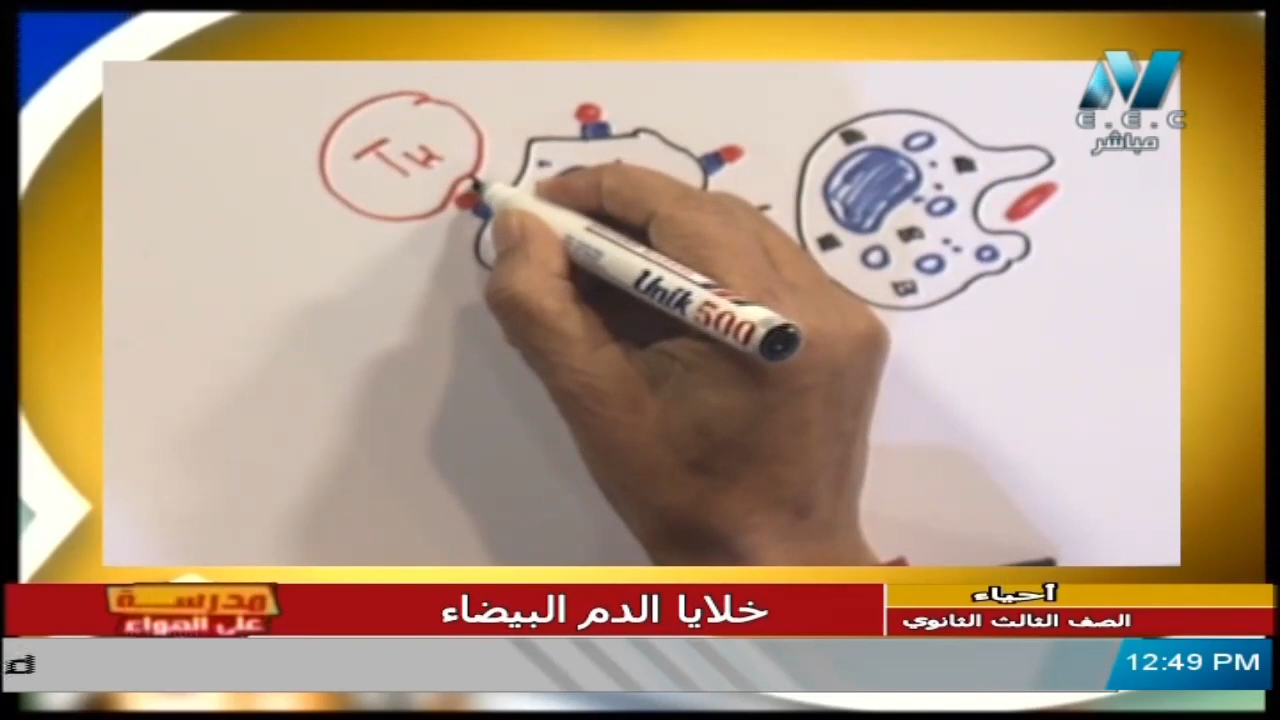 E.E.C
مباشر
TH
Unik 500
أحياء
الصف الثالث الثانوي
خلايا الدم البيضاء
مدرسة
على الهواء
12:49 PM